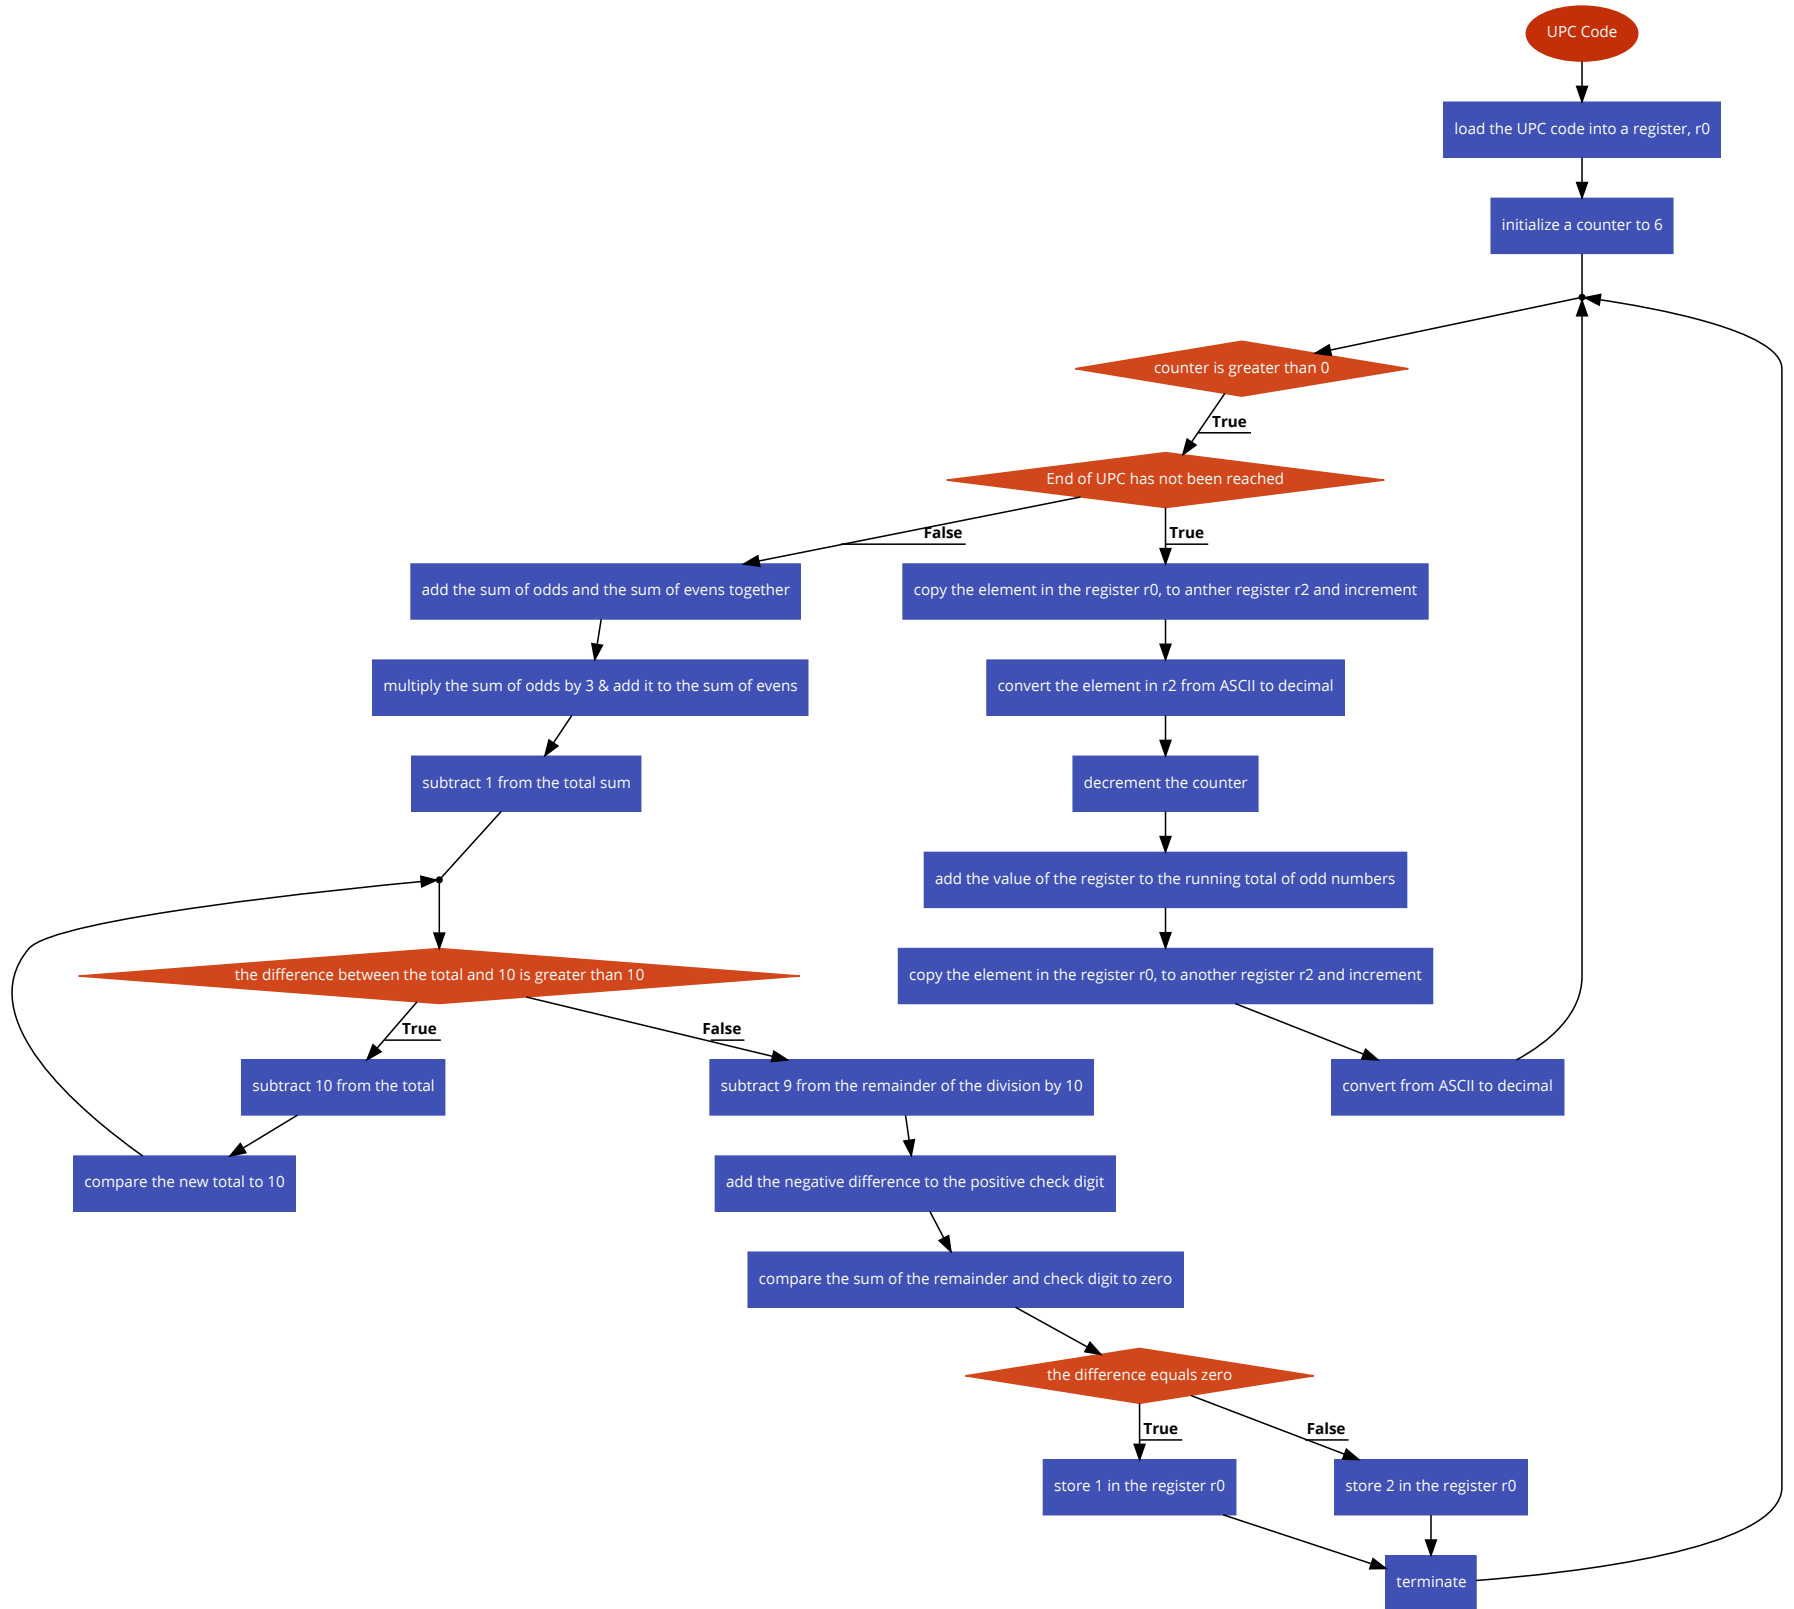 UPC Code
load the UPC code into a register, r0
initialize a counter to 6
counter is greater than 0
True
End of UPC has not been reached
False
True
add the sum of odds and the sum of evens together
copy the element in the register r0, to anther register r2 and increment
multiply the sum of odds by 3 & add it to the sum of evens
convert the element in r2 from ASCII to decimal
subtract 1 from the total sum
decrement the counter
add the value of the register to the running total of odd numbers
the difference between the total and 10 is greater than 10
copy the element in the register r0, to another register r2 and increment
True
False
subtract 10 from the total
subtract 9 from the remainder of the division by 10
convert from ASCII to decimal
compare the new total to 10
add the negative difference to the positive check digit
compare the sum of the remainder and check digit to zero
the difference equals zero
True
False
store 1 in the register r0
store 2 in the register r0
terminate